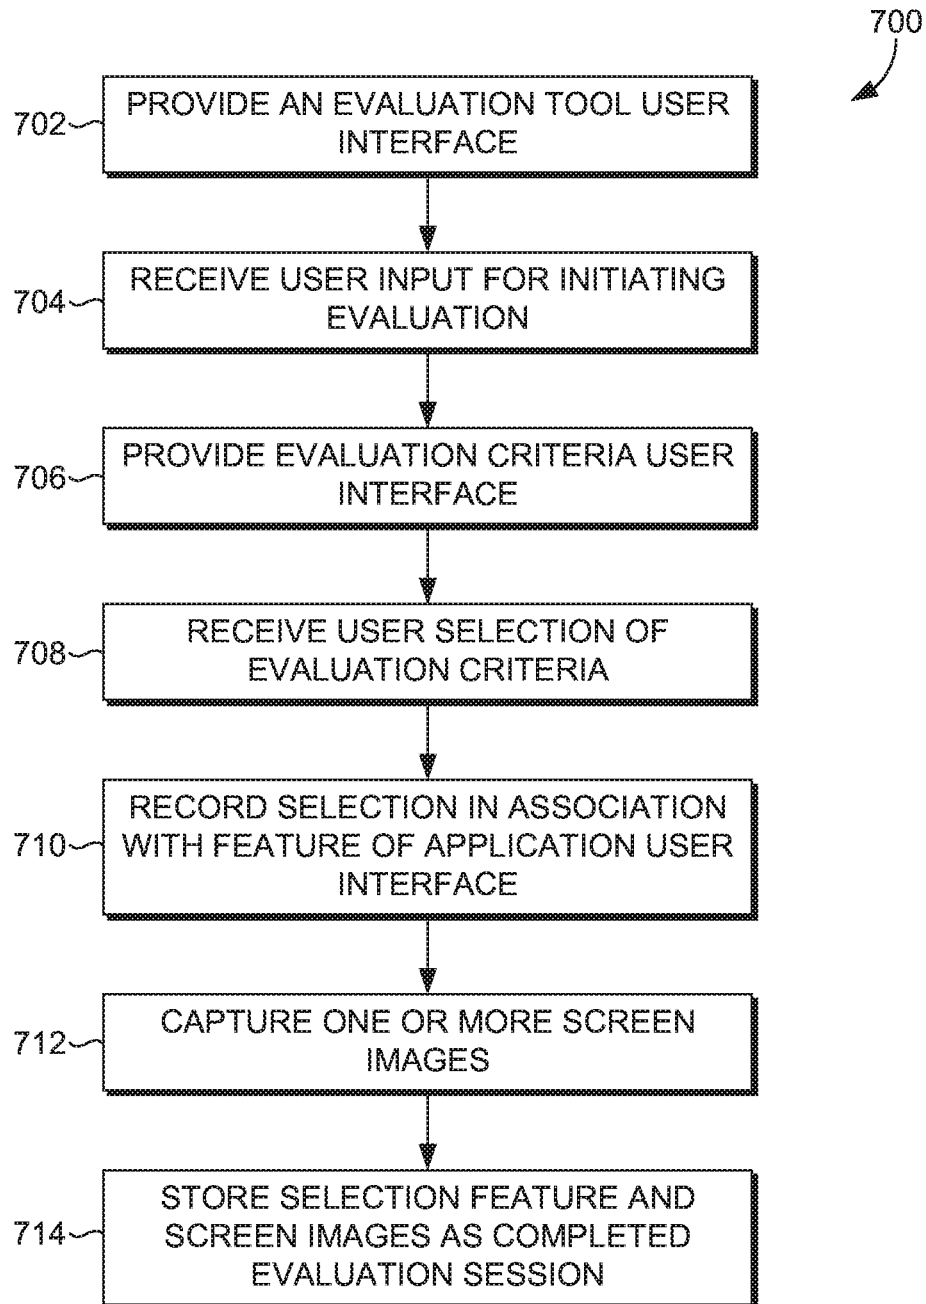 700
702
PROVIDE AN EVALUATION TOOL USER
INTERFACE
704
RECEIVE USER INPUT FOR INITIATING
EVALUATION
706
PROVIDE EVALUATION CRITERIA USER
INTERFACE
708
RECEIVE USER SELECTION OF
EVALUATION CRITERIA
710
RECORD SELECTION IN ASSOCIATION
WITH FEATURE OF APPLICATION USER
INTERFACE
712
CAPTURE ONE OR MORE SCREEN
IMAGES
714
STORE SELECTION FEATURE AND
SCREEN IMAGES AS COMPLETED
EVALUATION SESSION